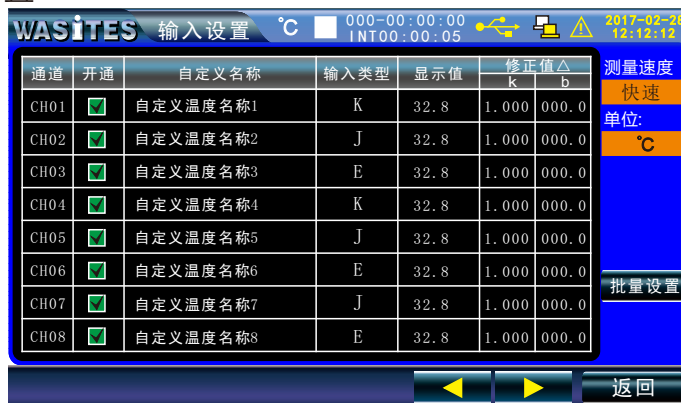 WASITES 输入设置 ℃ 000-00:00:00 2017-02-28
INT00:00:05 12:12:12
通道 开通 自定义名称 输入类型 显示值 修正值△ 测量速度
k b 快速
CH01 自定义温度名称1 K 32.8 1.000 000.0 单位:
CH02 自定义温度名称2 J 32.8 1.000 000.0 ℃
CH03 自定义温度名称3 E 32.8 1.000 000.0
CH04 自定义温度名称4 K 32.8 1.000 000.0
CH05 自定义温度名称5 J 32.8 1.000 000.0
CH06 自定义温度名称6 E 32.8 1.000 000.0 批量设置
CH07 自定义温度名称7 J 32.8 1.000 000.0
CH08 自定义温度名称8 E 32.8 1.000 000.0
返回